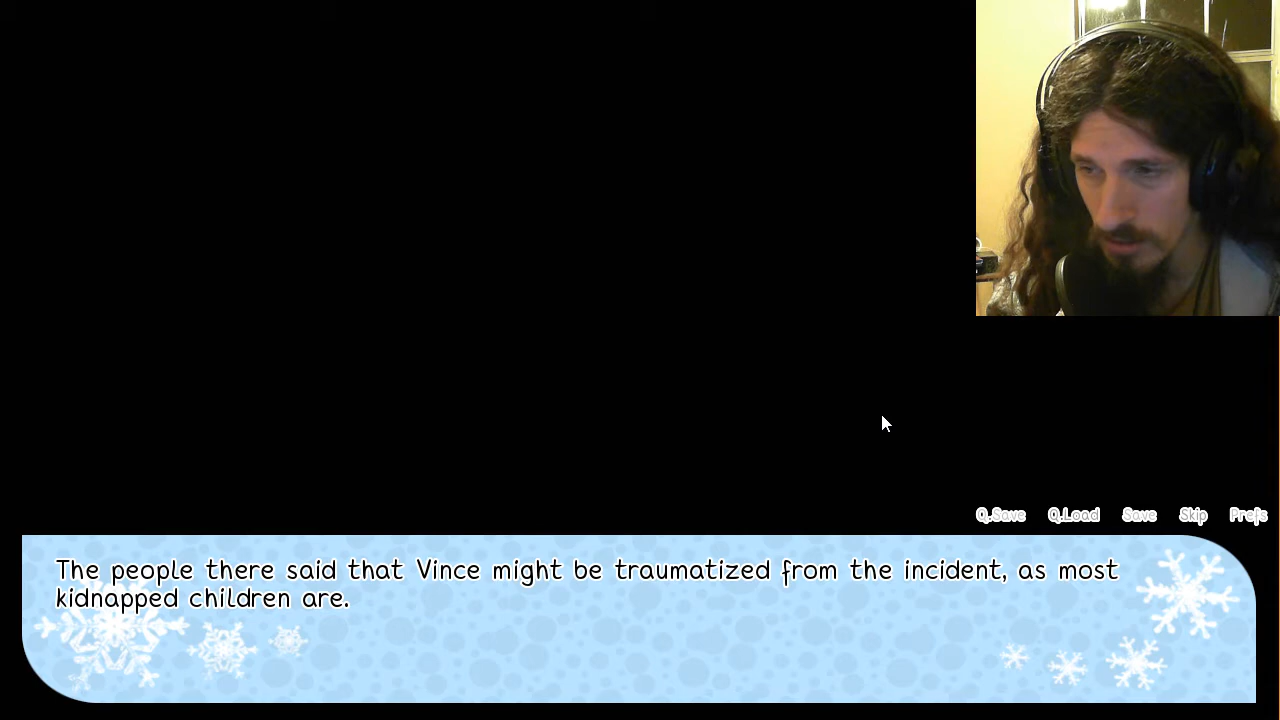 Q.Save Q.Load Save Skip Prefs
The people there said that Vince might be traumatized from the incident, as most
kidnapped children are.